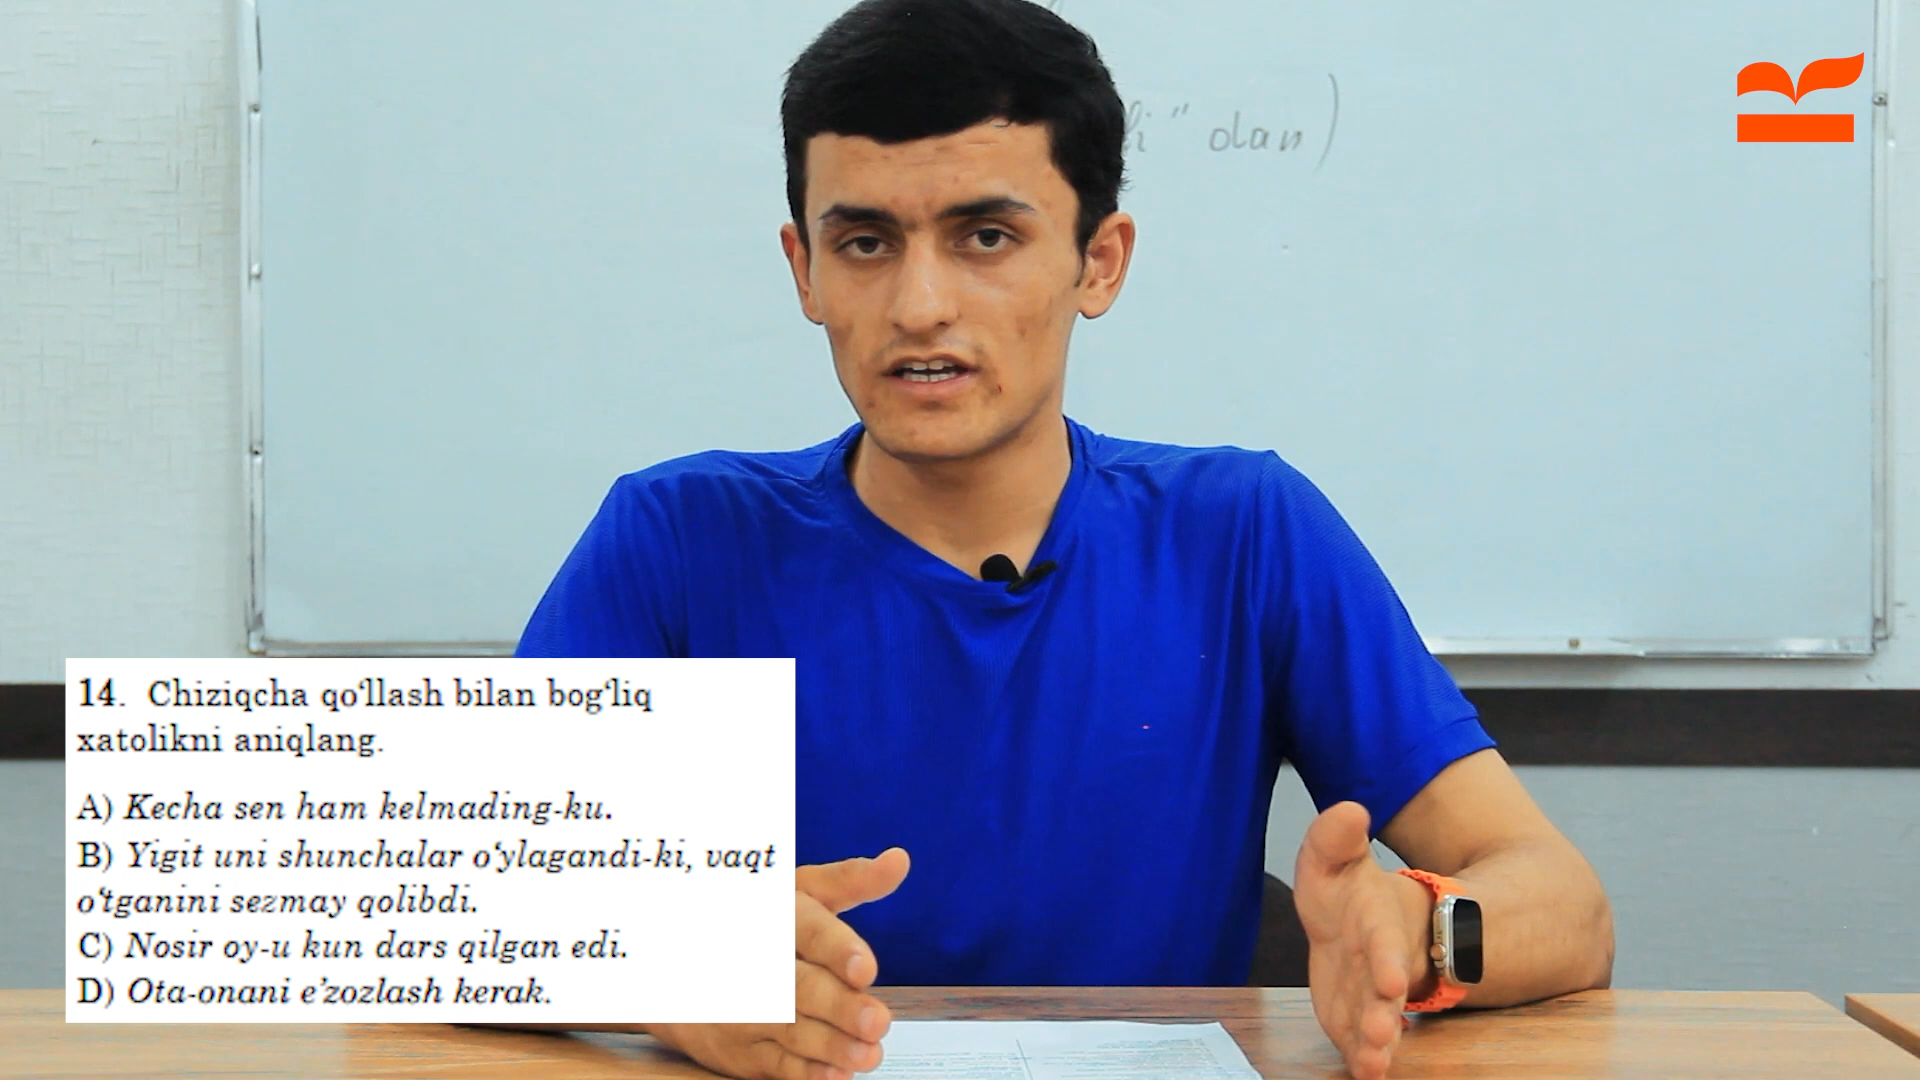 " olan)
14. Chiziqcha qo‘llash bilan bog‘liq
xatolikni aniqlang.
A) Kecha sen ham kelmading-ku.
B) Yigit uni shunchalar o‘ylagandi-ki, vaqt
o‘tganini sezmay qolibdi.
C) Nosir oy-u kun dars qilgan edi.
D) Ota-onani e’zozlash kerak.